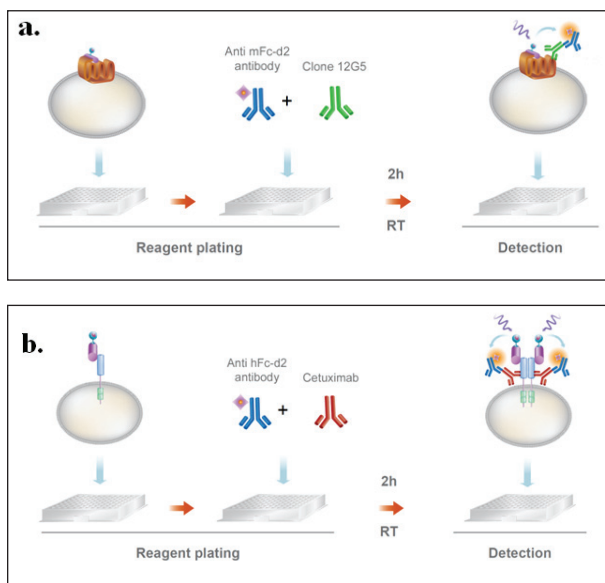 a.
Anti mFc-d2
antibody
Clone 12G5
+
2h
RT
Reagent plating
Detection
b.
Anti hFc-d2
antibody
Cetuximab
+
2h
RT
Reagent plating
Detection